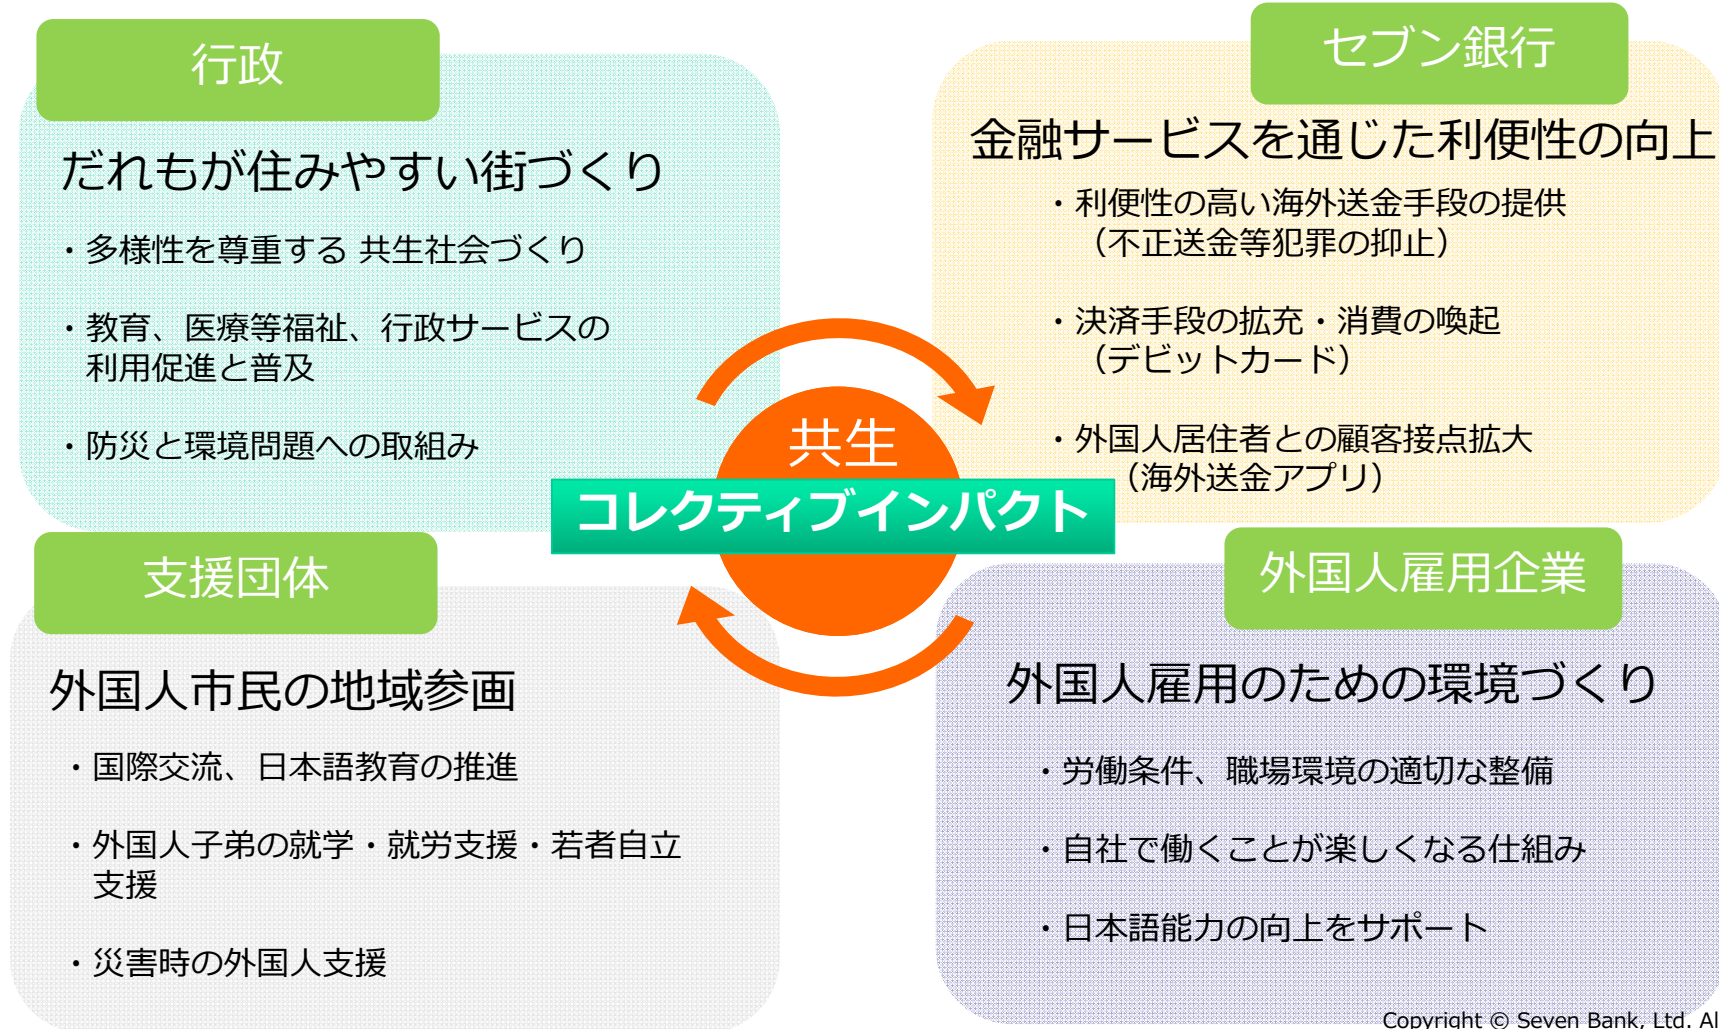 行政
だれもが住みやすい街づくり
・多様性を尊重する 共生社会づくり
・教育、医療等福祉、行政サービスの
利用促進と普及
・防災と環境問題への取組み
セブン銀行
金融サービスを通じた利便性の向上
・利便性の高い海外送金手段の提供
（不正送金等犯罪の抑止）
・決済手段の拡充・消費の喚起
（デビットカード）
・外国人居住者との顧客接点拡大
（海外送金アプリ）
共生
コレクティブインパクト
支援団体
外国人市民の地域参画
・国際交流、日本語教育の推進
・外国人子弟の就学・就労支援・若者自立
支援
・災害時の外国人支援
外国人雇用企業
外国人雇用のための環境づくり
・労働条件、職場環境の適切な整備
・自社で働くことが楽しくなる仕組み
・日本語能力の向上をサポート
Copyright © Seven Bank, Ltd. Al